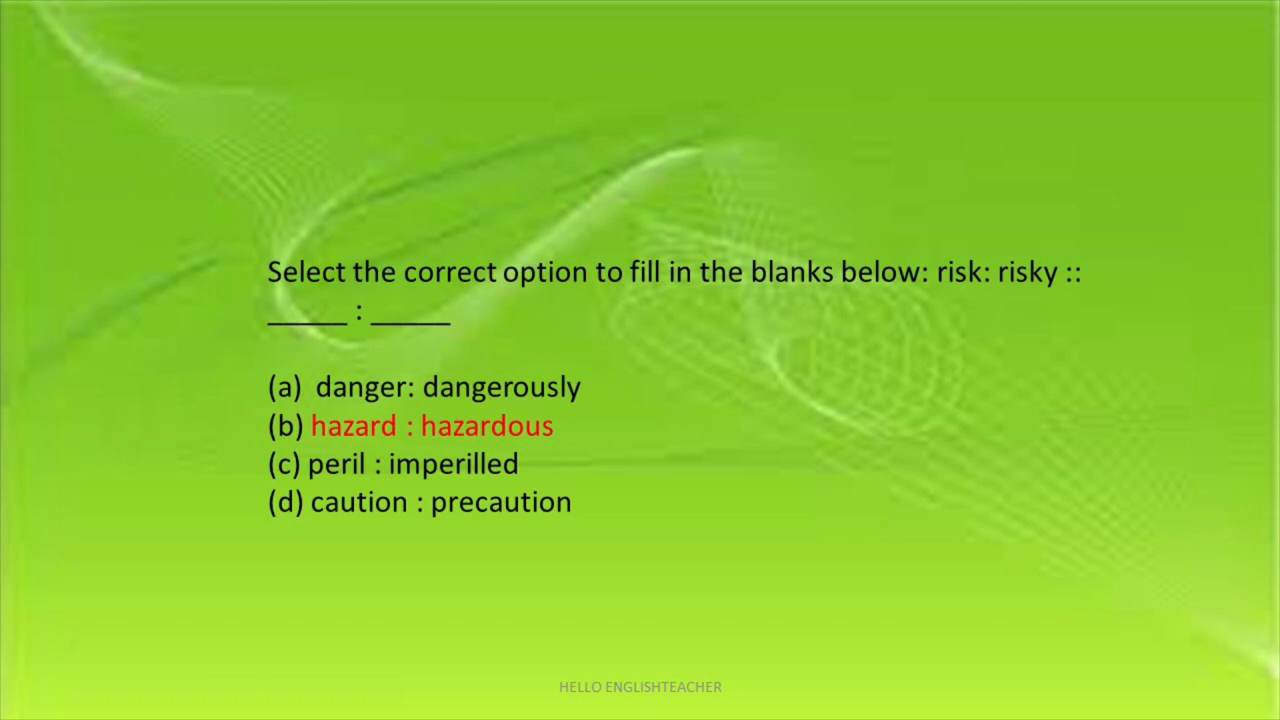 Select the correct option to fill in the blanks below: risk: risky ::
_____ : _____
(a) danger: dangerously
(b) hazard : hazardous
(c) peril : imperilled
(d) caution : precaution
HELLO ENGLISHTEACHER